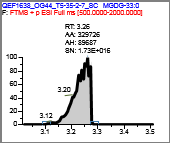 QEF1638_OG44_T5-35-2-7_SC MGDG-33:0
F: FTMS + p ESI Full ms [500.0000-2000.0000]
RT: 3.26
AA: 329726
AH: 89687
SN: 1.73E+016
100
80
60
40
20
0
3.20
3.12
3.1
3.2
3.3
3.4
3.5